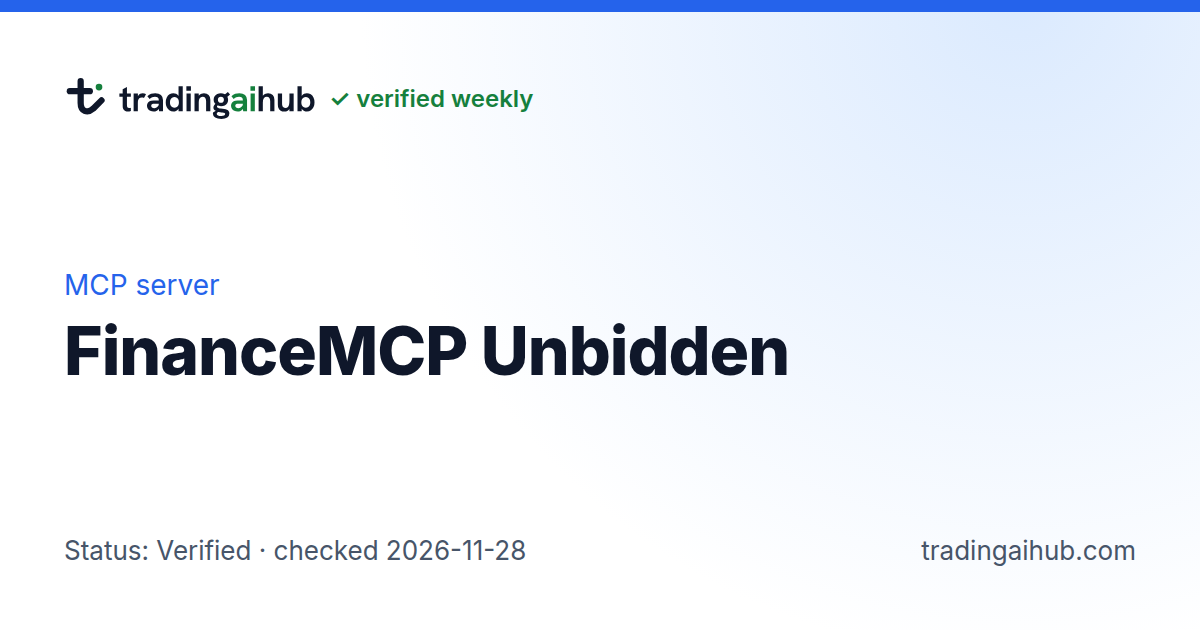 tradingaihub ✓ verified weekly
MCP server
FinanceMCP Unbidden
Status: Verified · checked 2026-11-28
tradingaihub.com